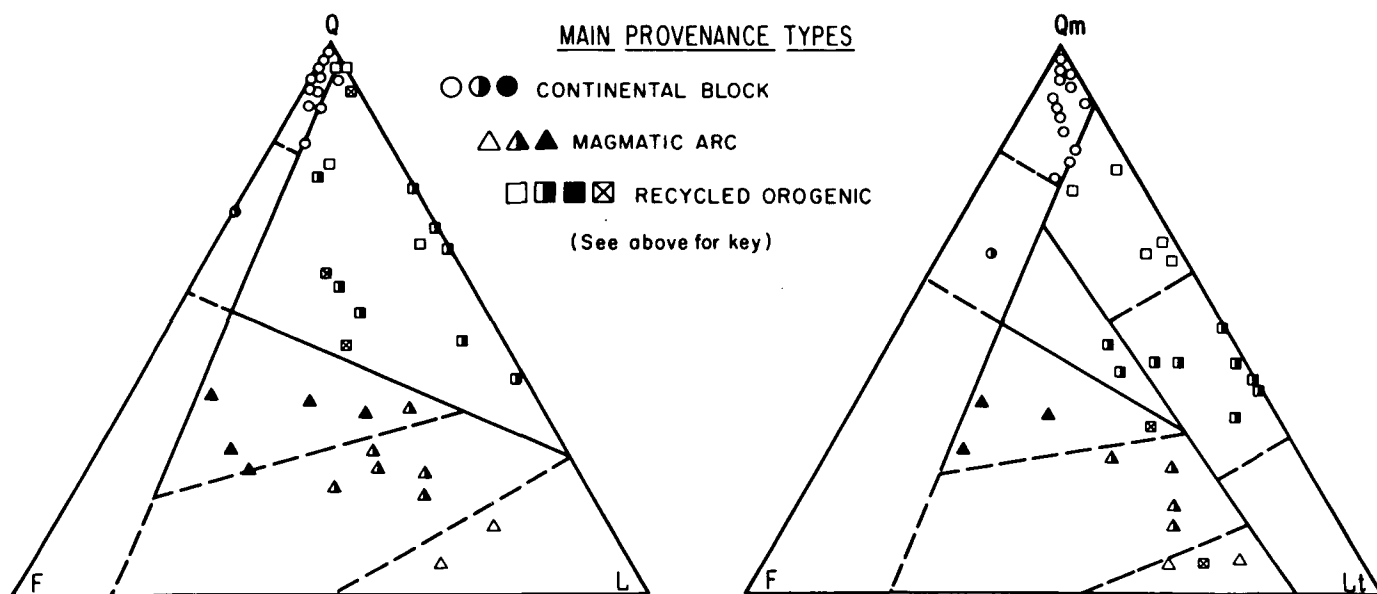 Q
MAIN PROVENANCE TYPES
CONTINENTAL BLOCK
MAGMATIC ARC
RECYCLED OROGENIC
(See above for key)
Qm
F
L
F
Lt